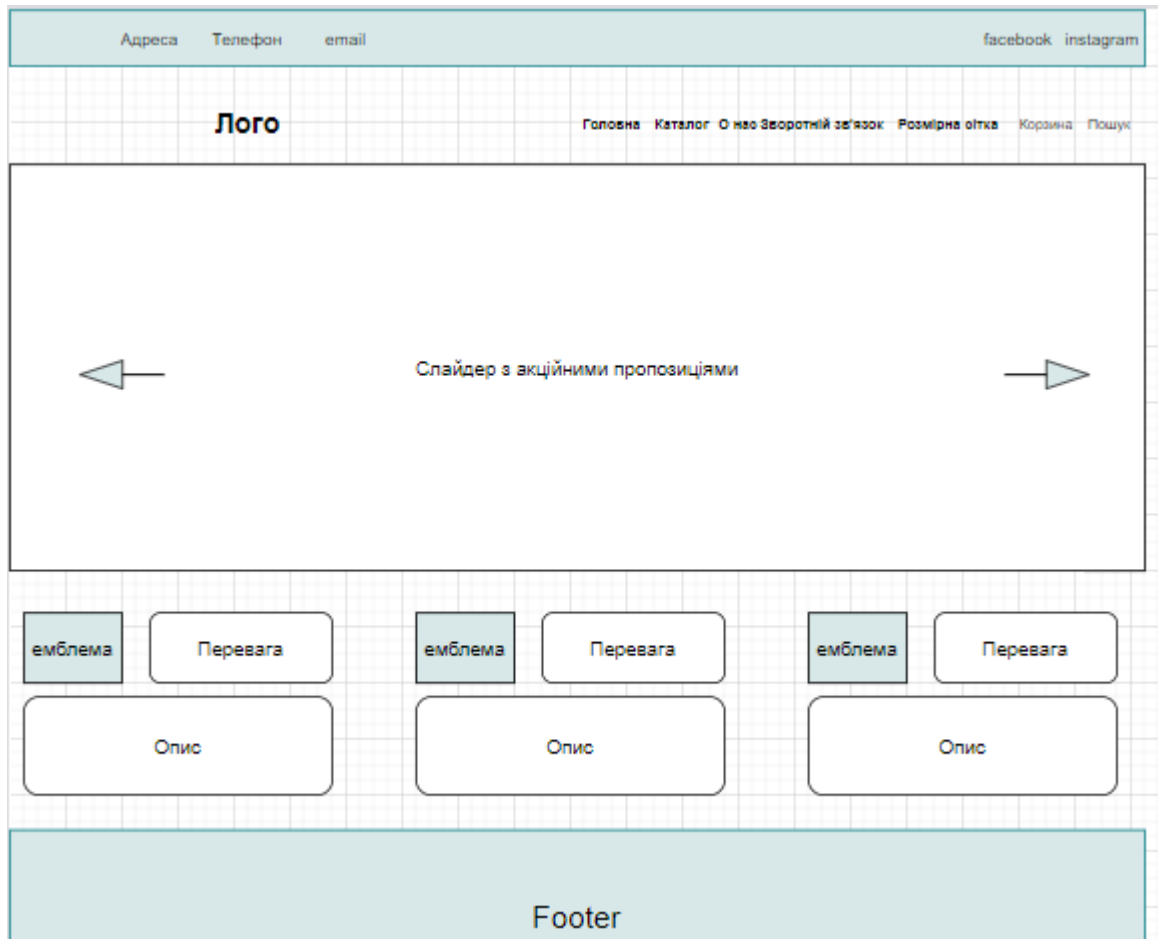 Адреса Телефон email facebook instagram
Лого Головна Каталог О нас Зворотній зв'язок Розмірна сітка Корзина Пошук
Слайдер з акційними пропозиціями
емблема Перевага емблема Перевага емблема Перевага
Опис Опис Опис
Footer